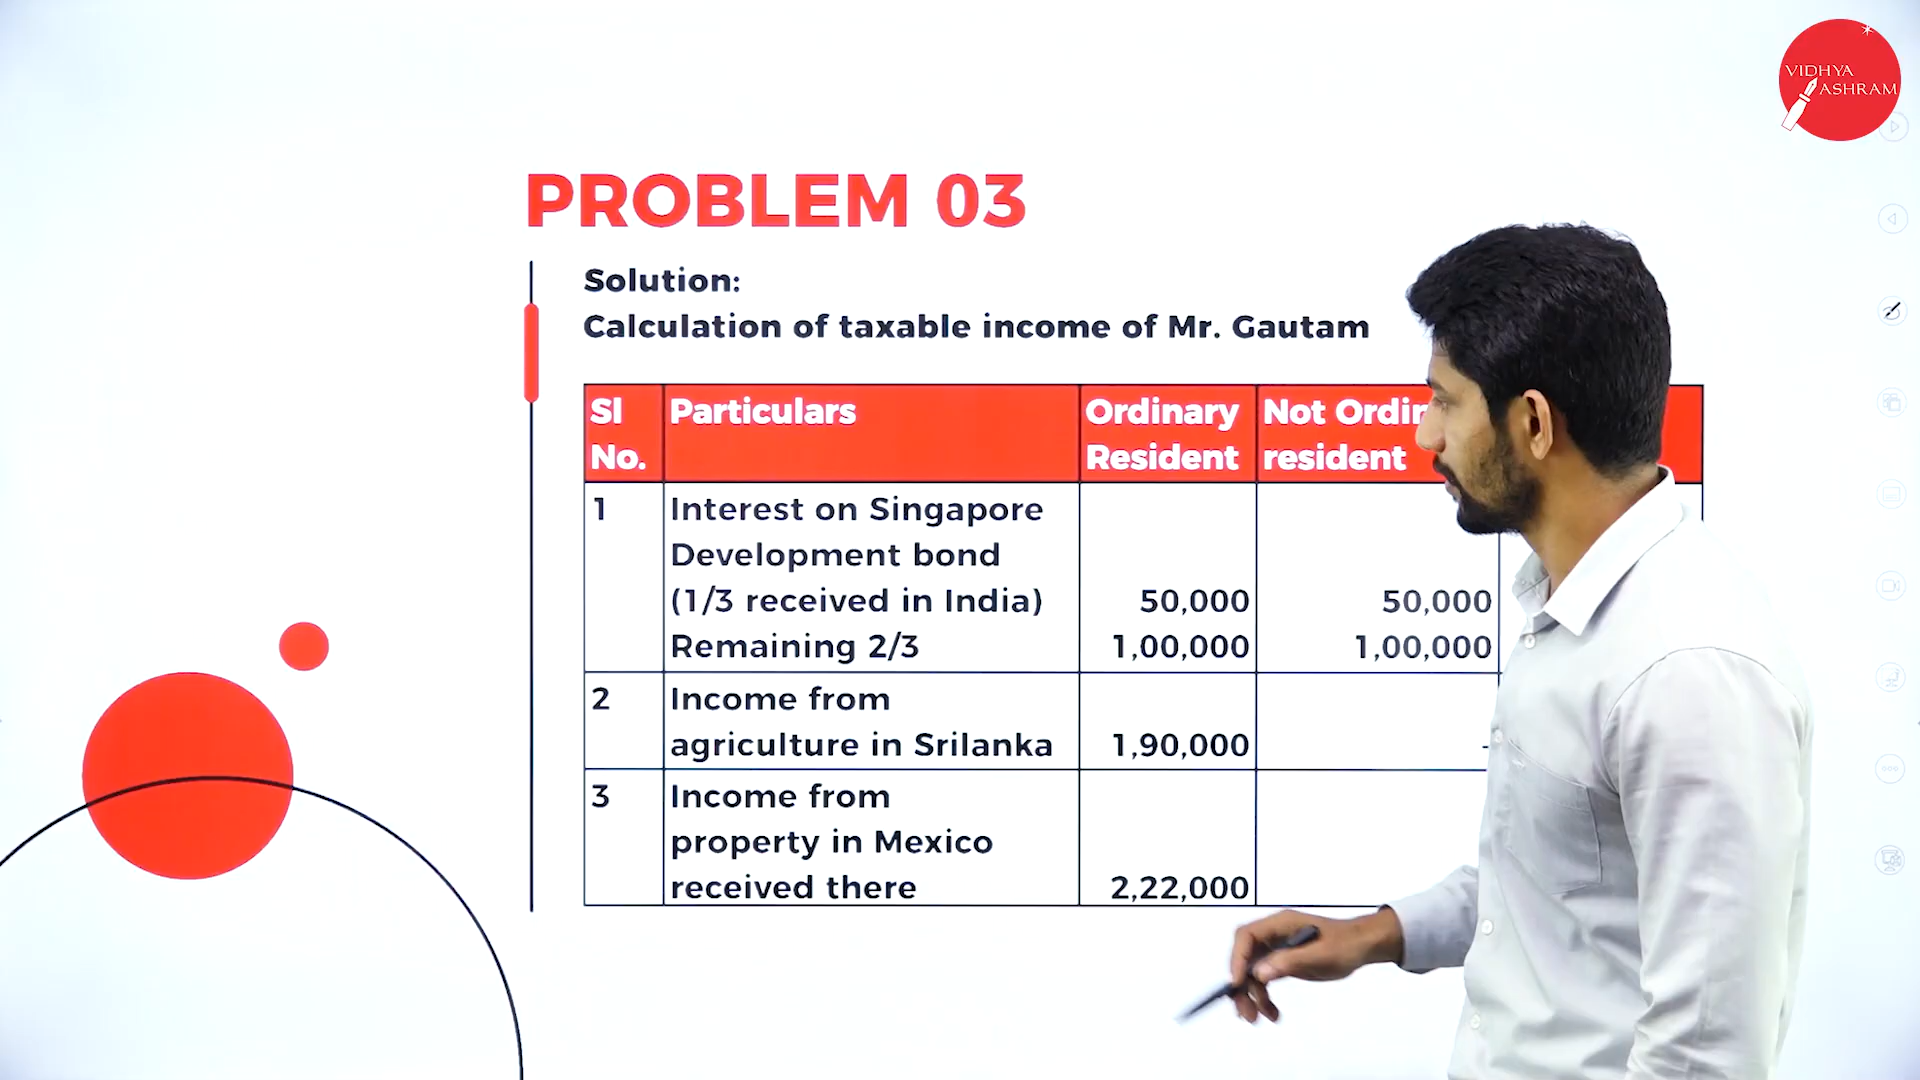 VIDHYA
ASHRAM
PROBLEM 03
Solution:
Calculation of taxable income of Mr. Gautam
Sl No. Particulars Ordinary Resident Not resident
1 Interest on Singapore
Development bond
(1/3 received in India) 50,000 50,000
Remaining 2/3 1,00,000 1,00,000
2 Income from
agriculture in Srilanka 1,90,000 -
3 Income from
property in Mexico
received there 2,22,000